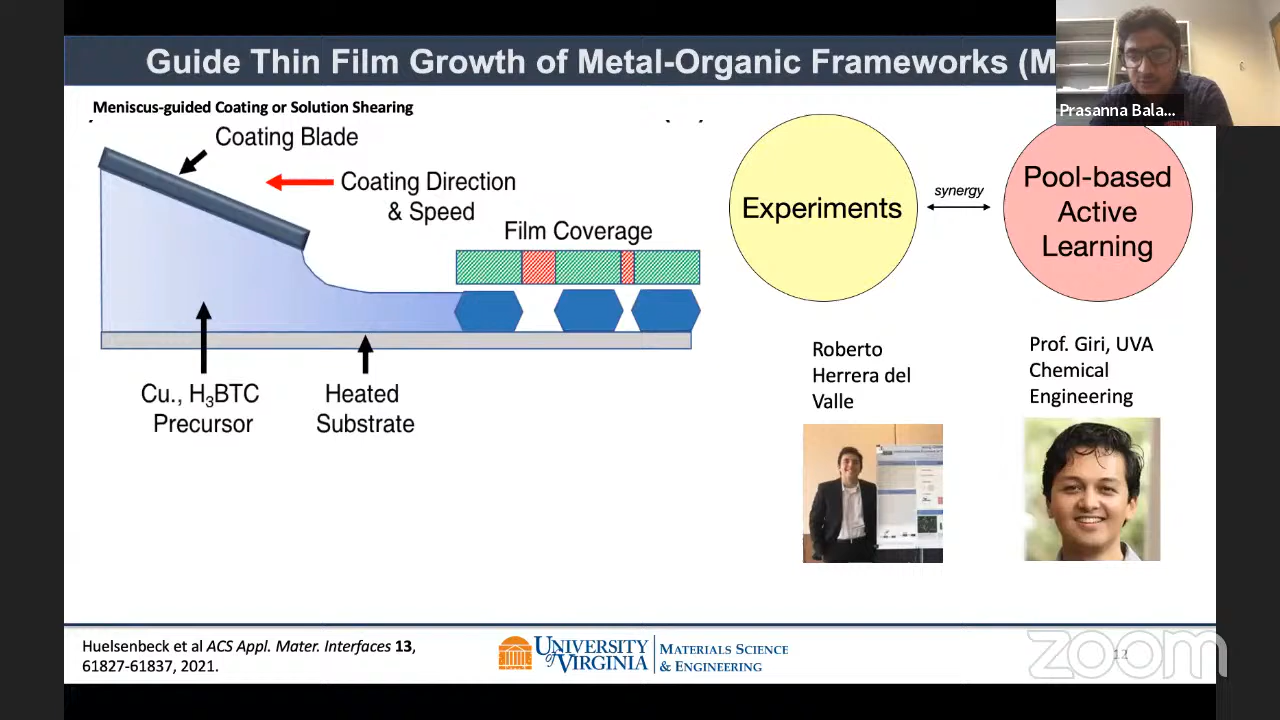 Guide Thin Film Growth of Metal-Organic Frameworks (M
Prasanna Bala...
Meniscus-guided Coating or Solution Shearing
Coating Blade
Coating Direction
& Speed
Film Coverage
Cu., H₃BTC
Precursor
Heated
Substrate
Experiments
synergy
Pool-based
Active
Learning
Roberto
Herrera del
Valle
Prof. Giri, UVA
Chemical
Engineering
Huelsenbeck et al ACS Appl. Mater. Interfaces 13,
61827-61837, 2021.
UNIVERSITY
of VIRGINIA
MATERIALS SCIENCE
& ENGINEERING
12
zoom